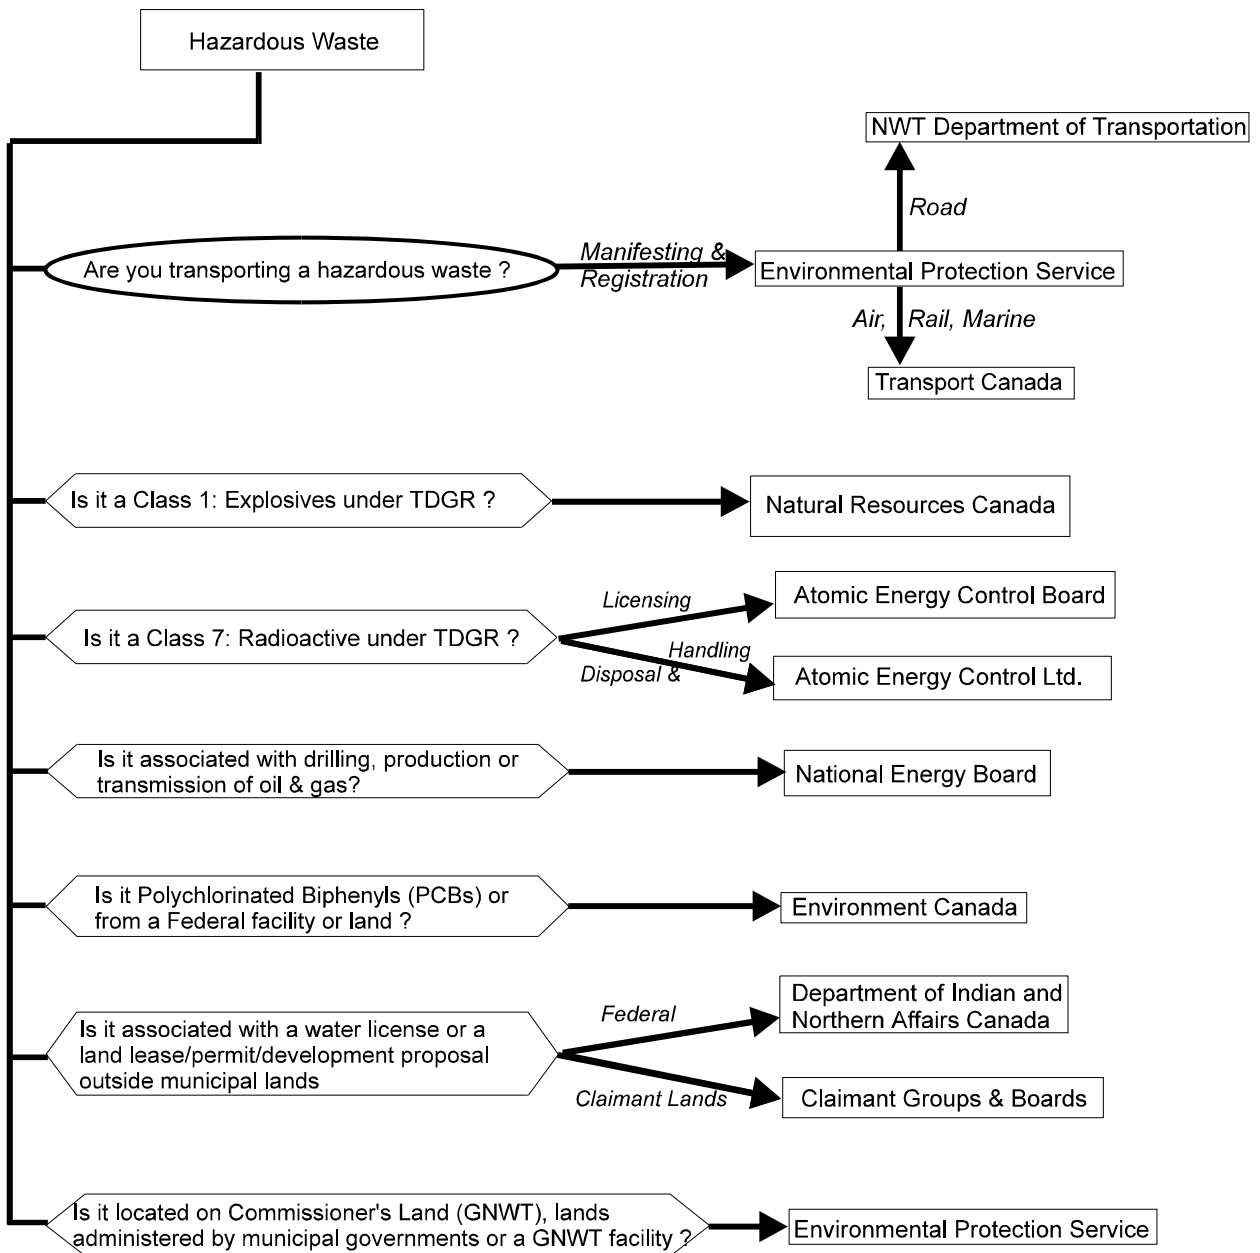 Hazardous Waste
NWT Department of Transportation
Road
Are you transporting a hazardous waste ?
Manifesting &
Registration
Environmental Protection Service
Air, Rail, Marine
Transport Canada
Is it a Class 1: Explosives under TDGR ?
Natural Resources Canada
Is it a Class 7: Radioactive under TDGR ?
Licensing
Atomic Energy Control Board
Handling
Disposal &
Atomic Energy Control Ltd.
Is it associated with drilling, production or
transmission of oil & gas?
National Energy Board
Is it Polychlorinated Biphenyls (PCBs) or
from a Federal facility or land ?
Environment Canada
Is it associated with a water license or a
land lease/permit/development proposal
outside municipal lands
Federal
Department of Indian and
Northern Affairs Canada
Claimant Lands
Claimant Groups & Boards
Is it located on Commissioner's Land (GNWT), lands
administered by municipal governments or a GNWT facility ?
Environmental Protection Service